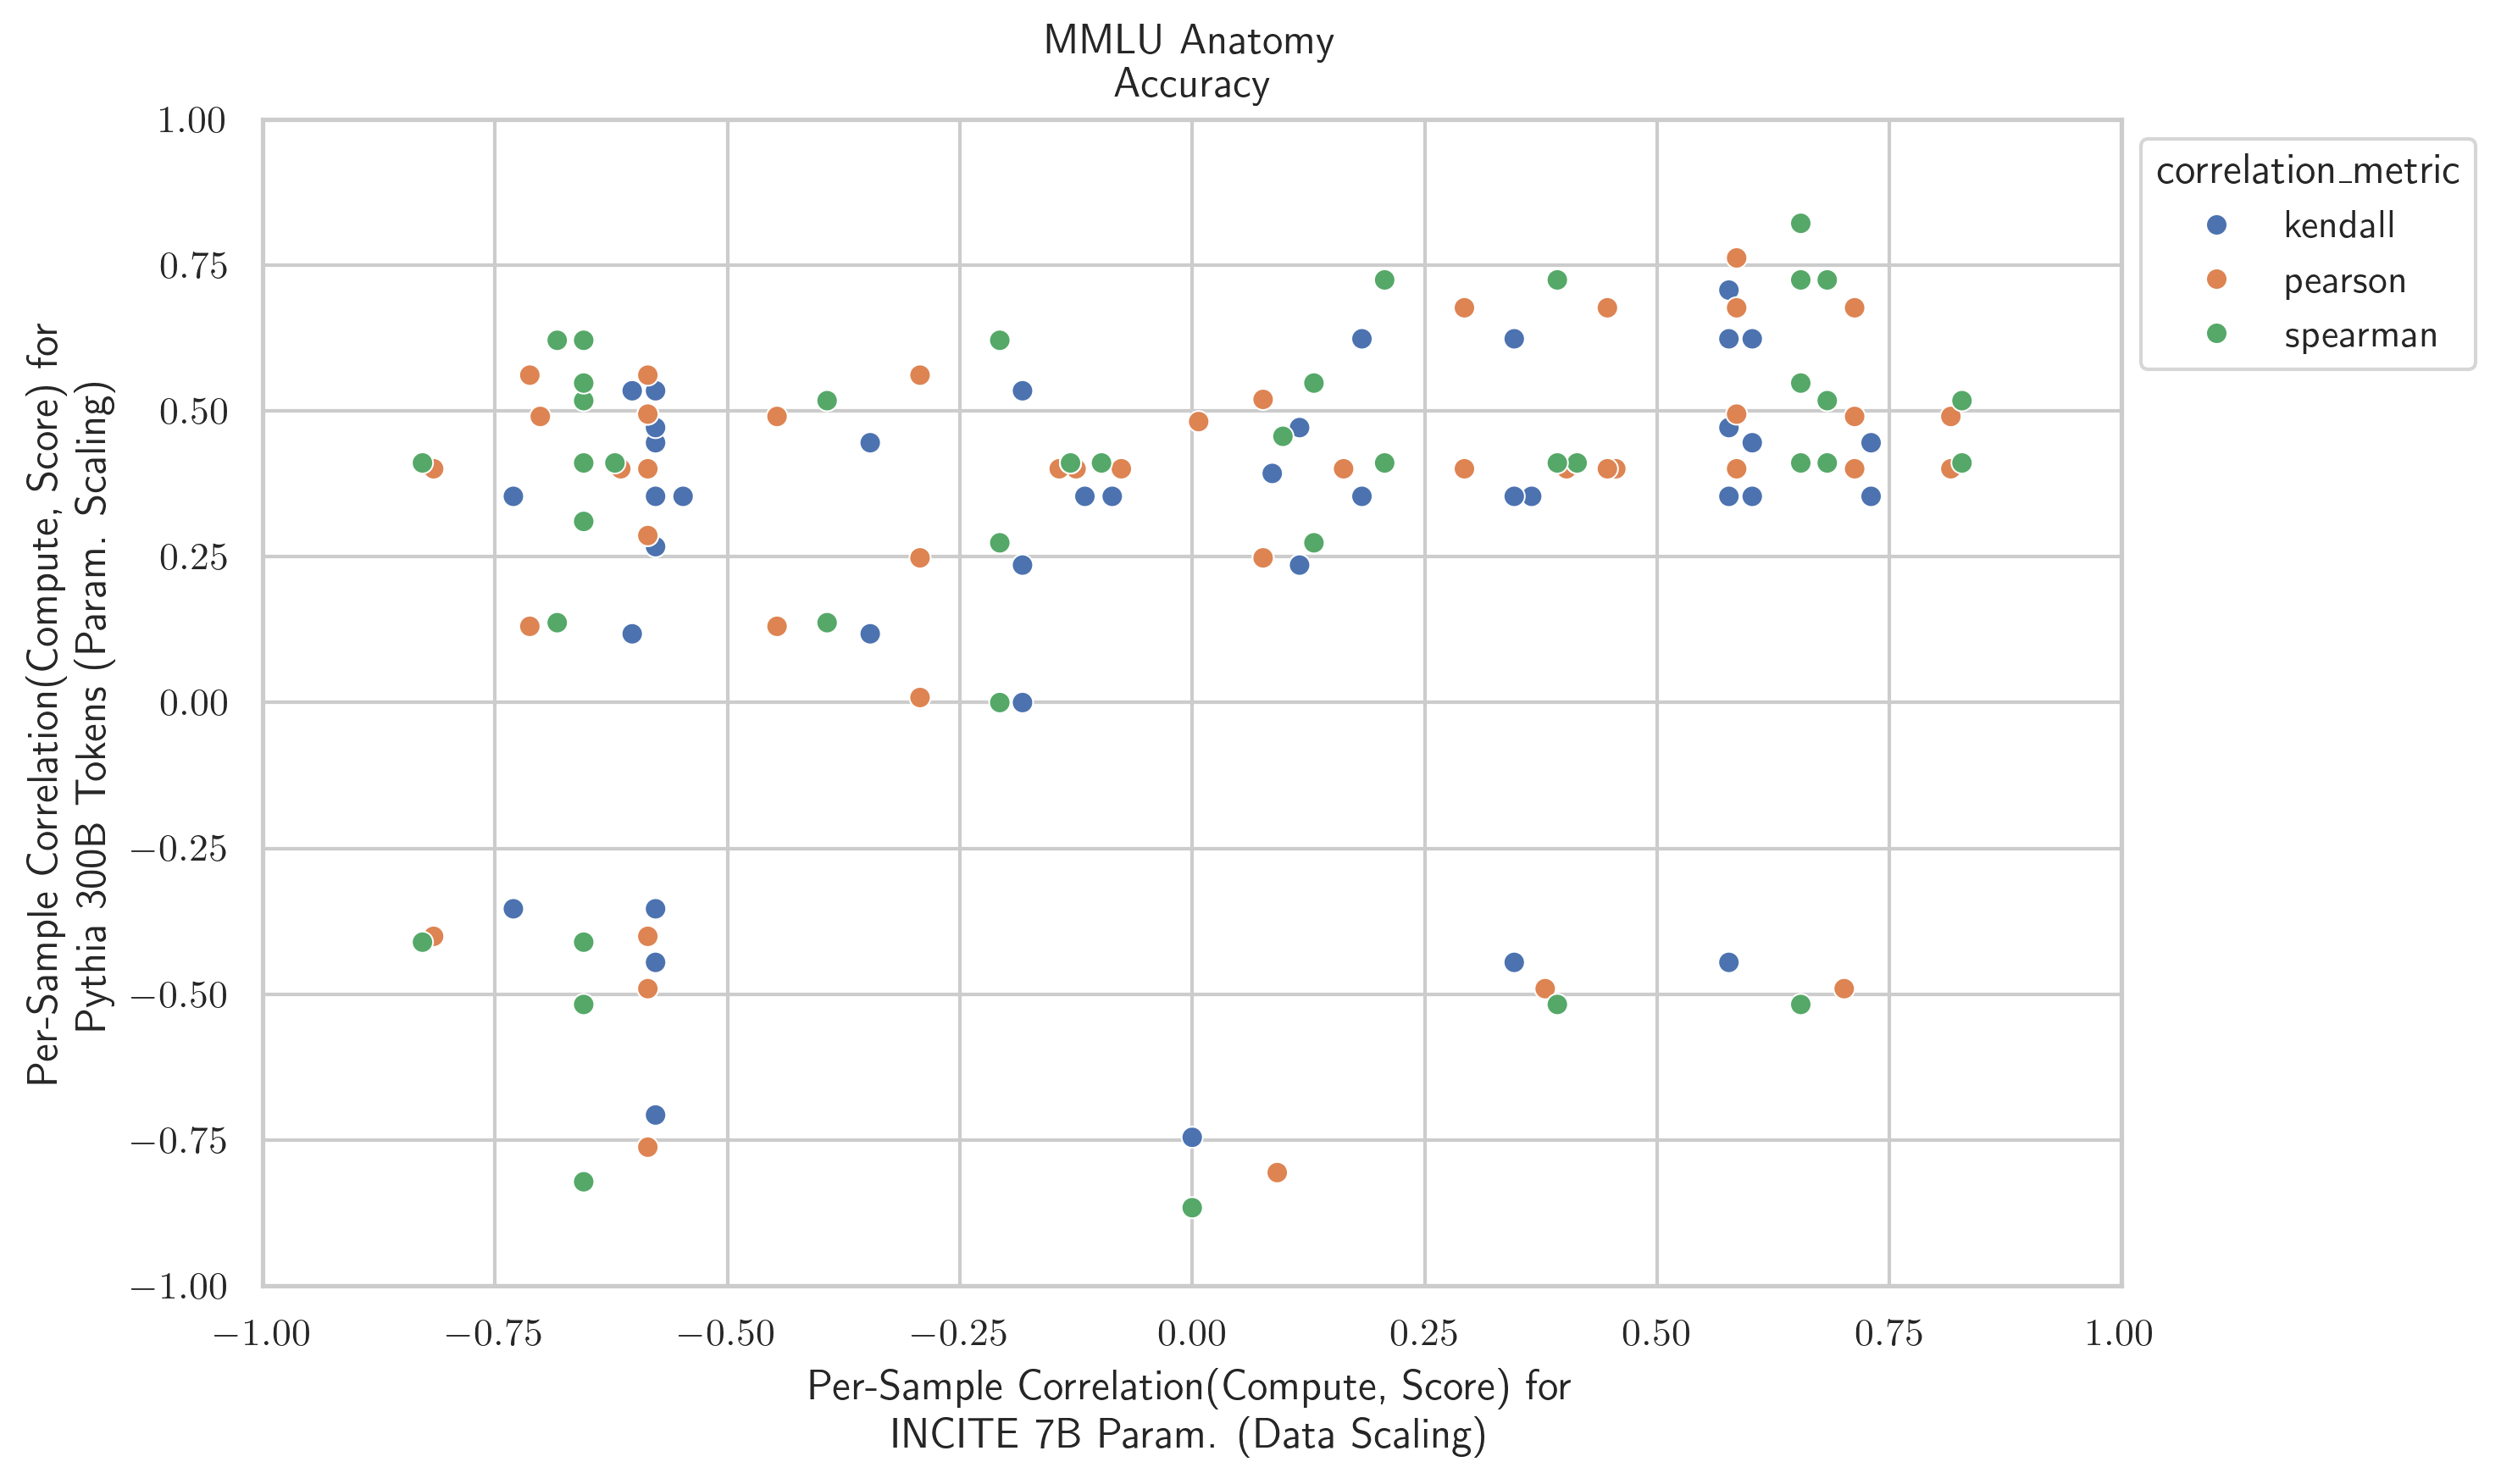 MMLU Anatomy
Accuracy
Per-Sample Correlation(Compute, Score) for
Pythia 300B Tokens (Param. Scaling)
1.00
0.75
0.50
0.25
0.00
−0.25
−0.50
−0.75
−1.00
−1.00 −0.75 −0.50 −0.25 0.00 0.25 0.50 0.75 1.00
Per-Sample Correlation(Compute, Score) for
INCITE 7B Param. (Data Scaling)
correlation_metric
kendall
pearson
spearman